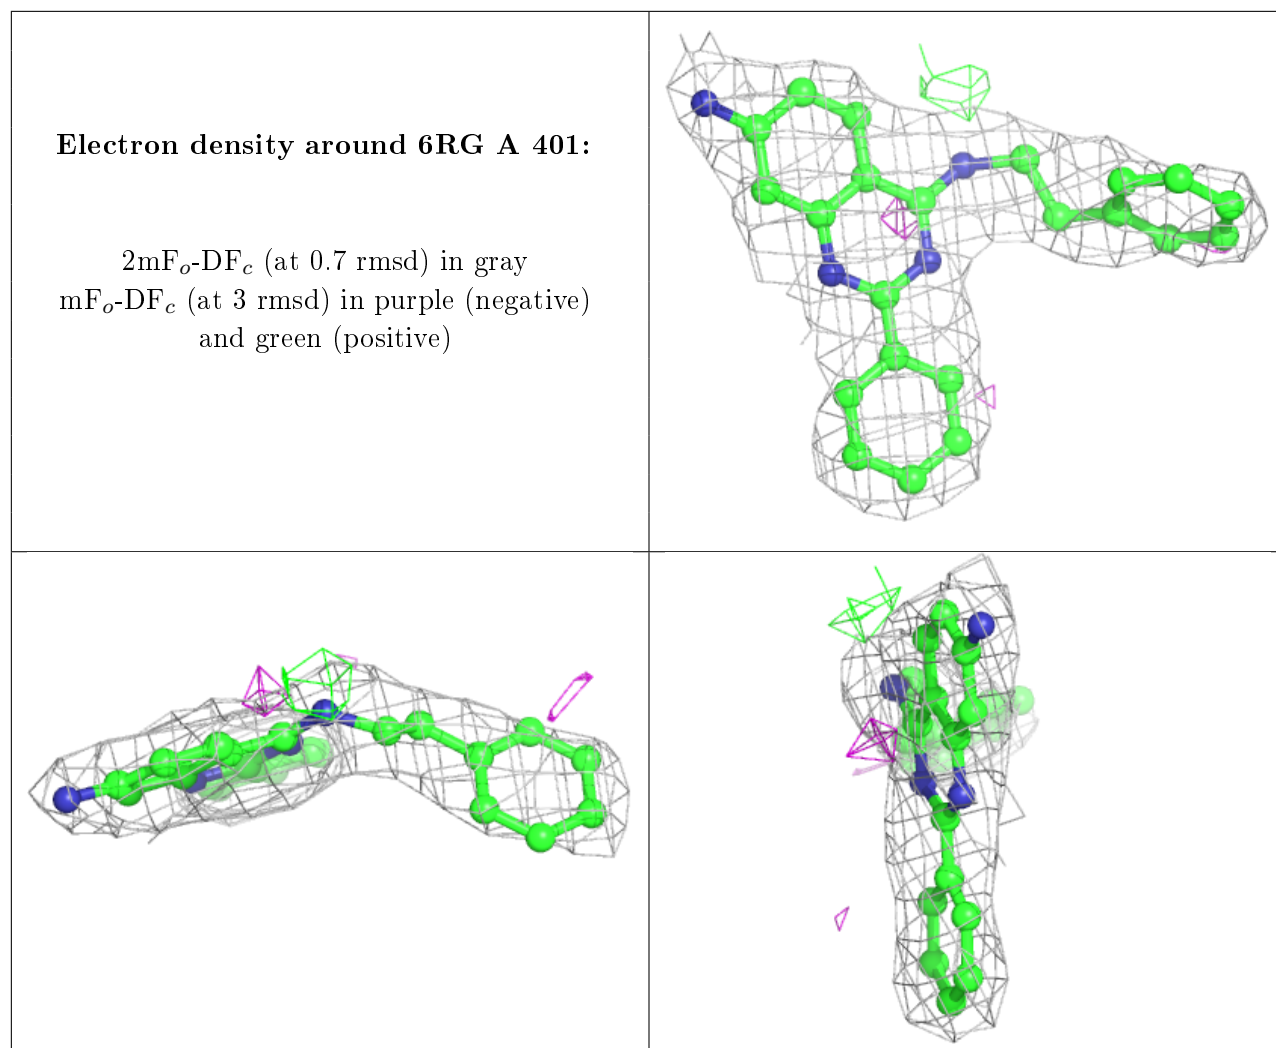 Electron density around 6RG A 401:
2mFₒ-DF𝒸 (at 0.7 rmsd) in gray
mFₒ-DF𝒸 (at 3 rmsd) in purple (negative)
and green (positive)